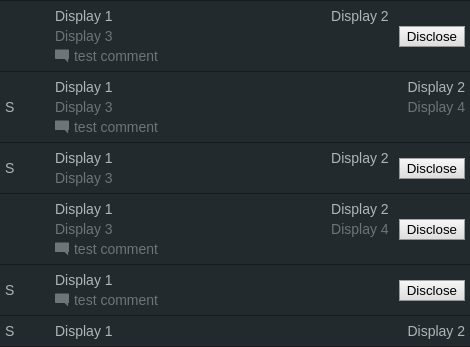 Display 1 Display 2
Display 3 Disclose
test comment
Display 1 Display 2
S Display 3 Display 4
test comment
Display 1 Display 2
S Disclose
Display 3
Display 1 Display 2
S Display 3 Display 4 Disclose
test comment
Display 1
S Disclose
test comment
S Display 1 Display 2